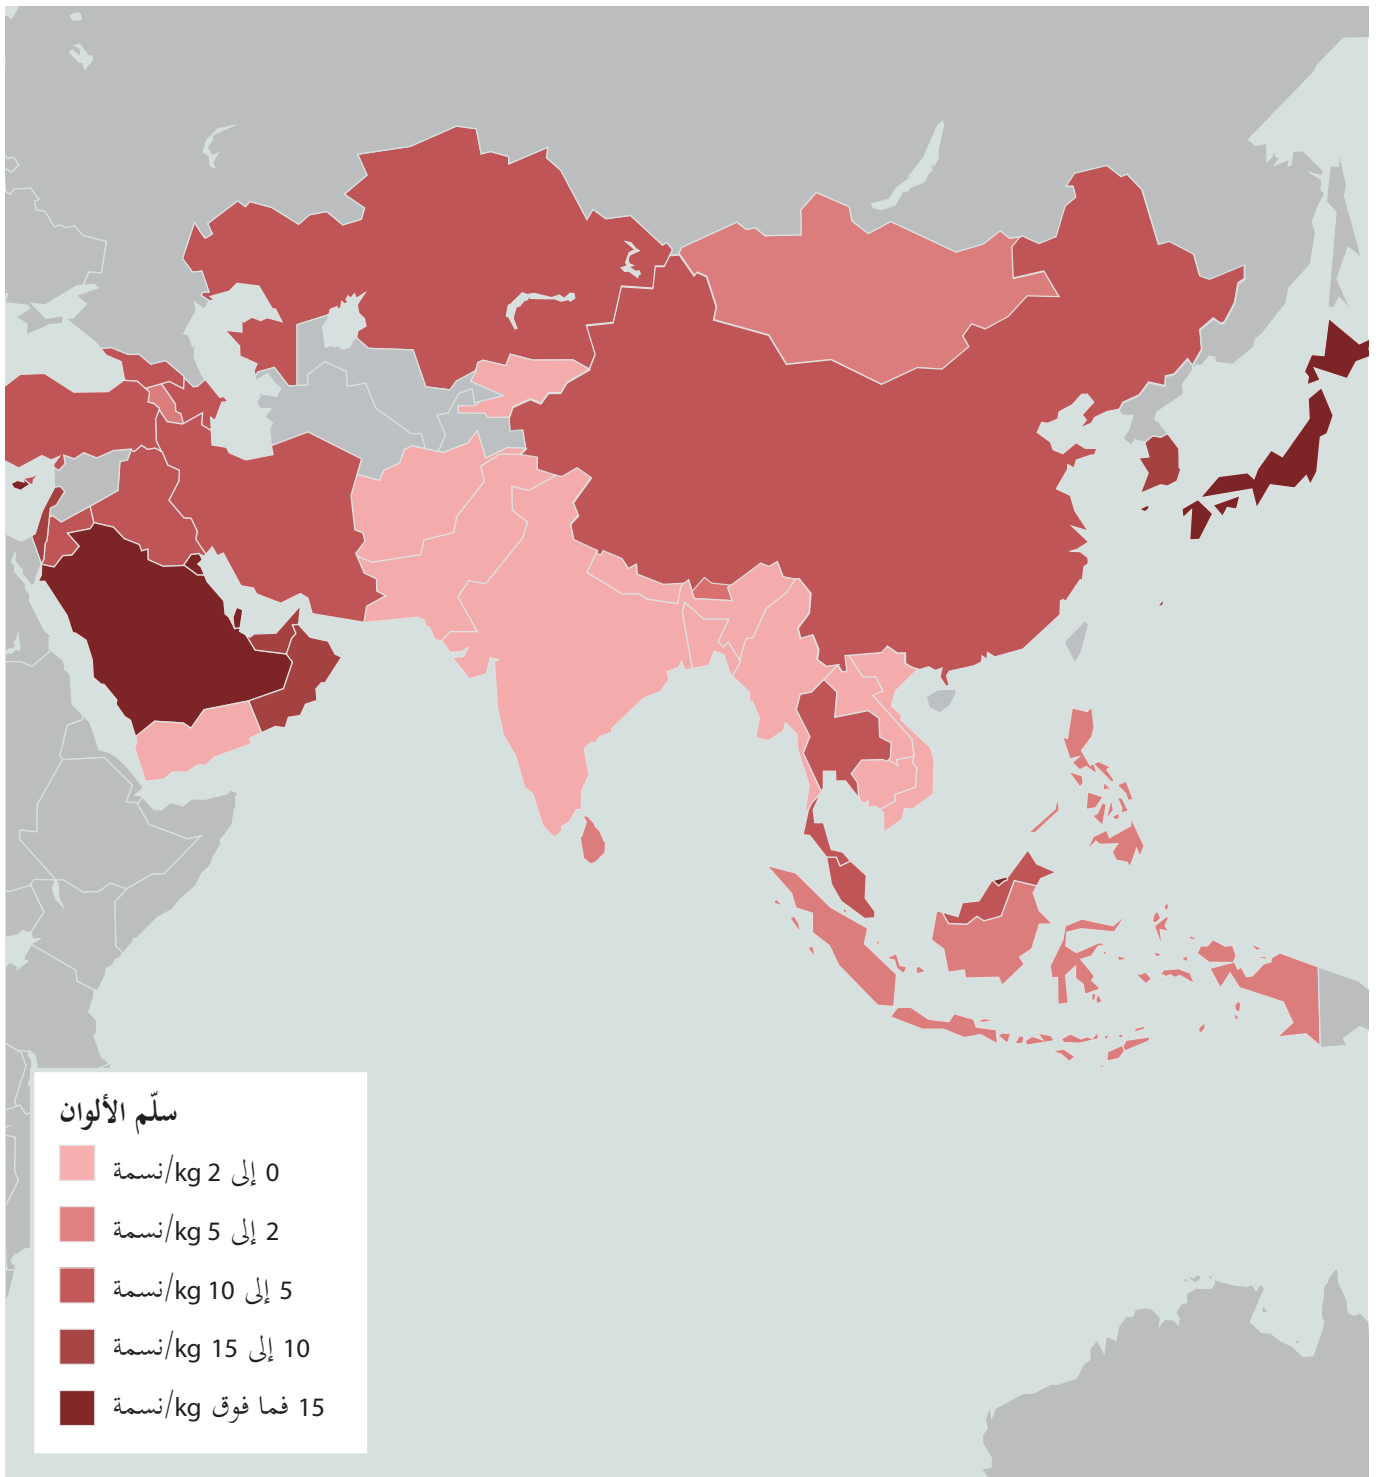 سلّم الألوان
0 إلى 2 kg/نسمة
2 إلى 5 kg/نسمة
5 إلى 10 kg/نسمة
10 إلى 15 kg/نسمة
15 فما فوق kg/نسمة